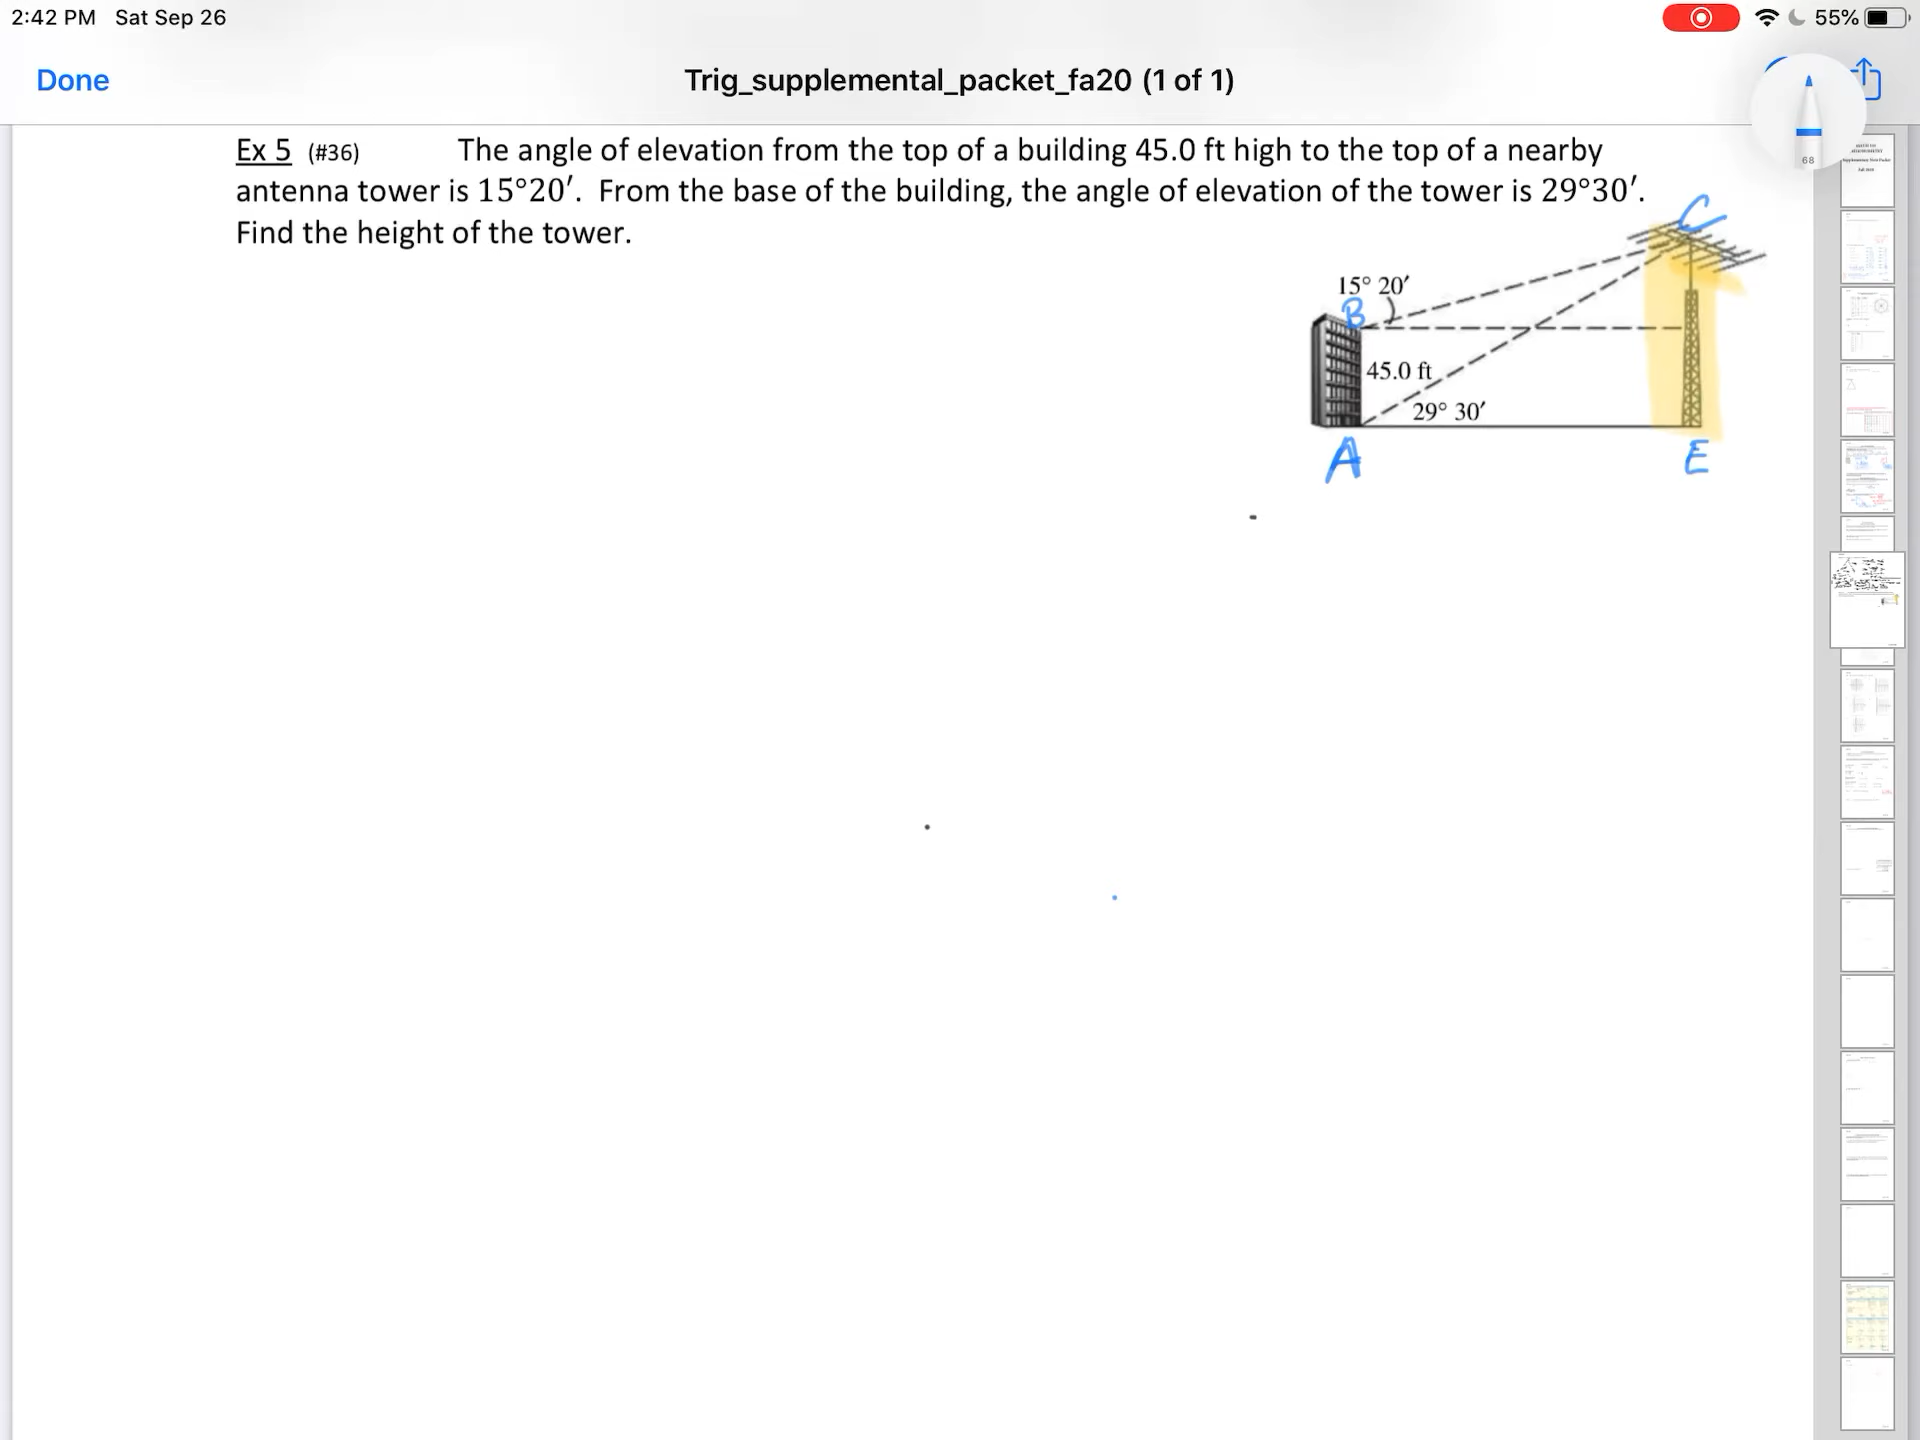 2:42 PM Sat Sep 26
55%
Done
Trig_supplemental_packet_fa20 (1 of 1)
68
Ex 5 (#36) The angle of elevation from the top of a building 45.0 ft high to the top of a nearby
antenna tower is 15°20′. From the base of the building, the angle of elevation of the tower is 29°30′.
Find the height of the tower.
C
15° 20′
B
45.0 ft
29° 30′
A
E